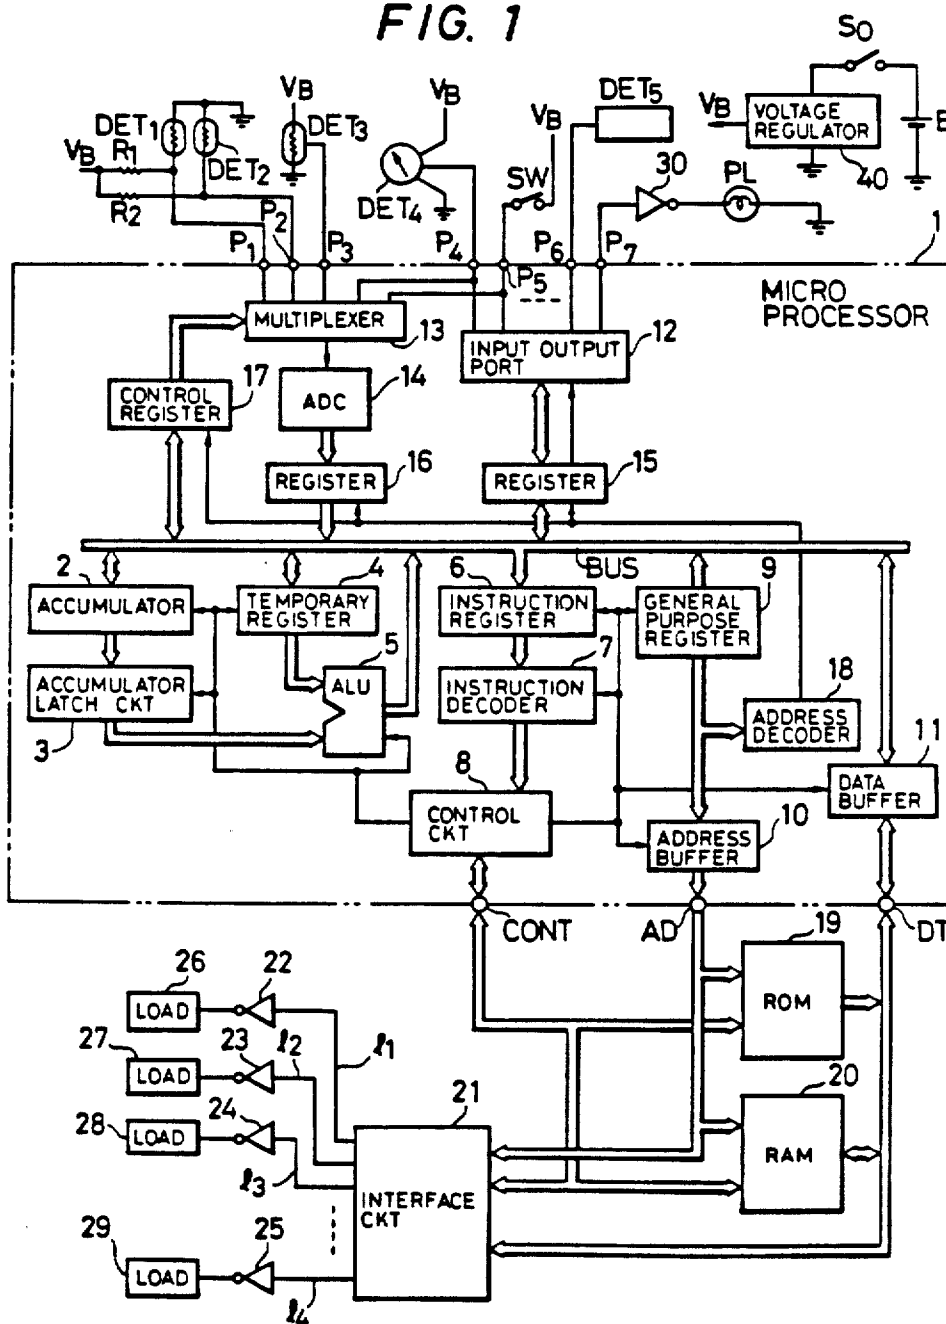 FIG. 1
S0
VB
VOLTAGE REGULATOR
E
40
VB
DET1
DET2
VB
R1
R2
VB
DET3
VB
DET4
SW
VB
DET5
30
PL
P1
P2
P3
P4
P5
P6
P7
1
MICRO PROCESSOR
MULTIPLEXER
13
INPUT OUTPUT PORT
12
CONTROL REGISTER
17
ADC
14
REGISTER
16
REGISTER
15
BUS
2
ACCUMULATOR
4
TEMPORARY REGISTER
6
INSTRUCTION REGISTER
9
GENERAL PURPOSE REGISTER
ACCUMULATOR LATCH CKT
3
5
ALU
7
INSTRUCTION DECODER
18
ADDRESS DECODER
11
DATA BUFFER
8
CONTROL CKT
10
ADDRESS BUFFER
CONT
AD
DT
19
ROM
20
RAM
26
LOAD
22
l1
27
LOAD
23
l2
28
LOAD
24
l3
21
INTERFACE CKT
29
LOAD
25
l4